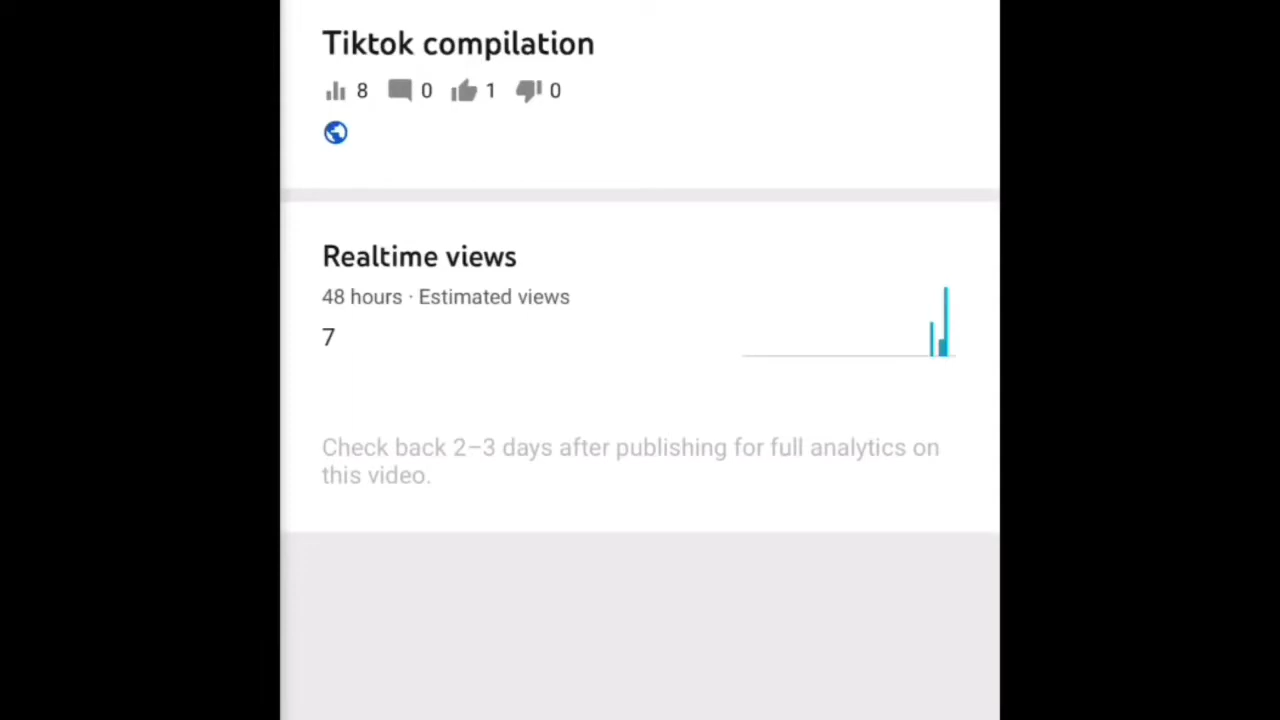 Tiktok compilation
8 0 1 0
Realtime views
48 hours · Estimated views
7
Check back 2–3 days after publishing for full analytics on
this video.